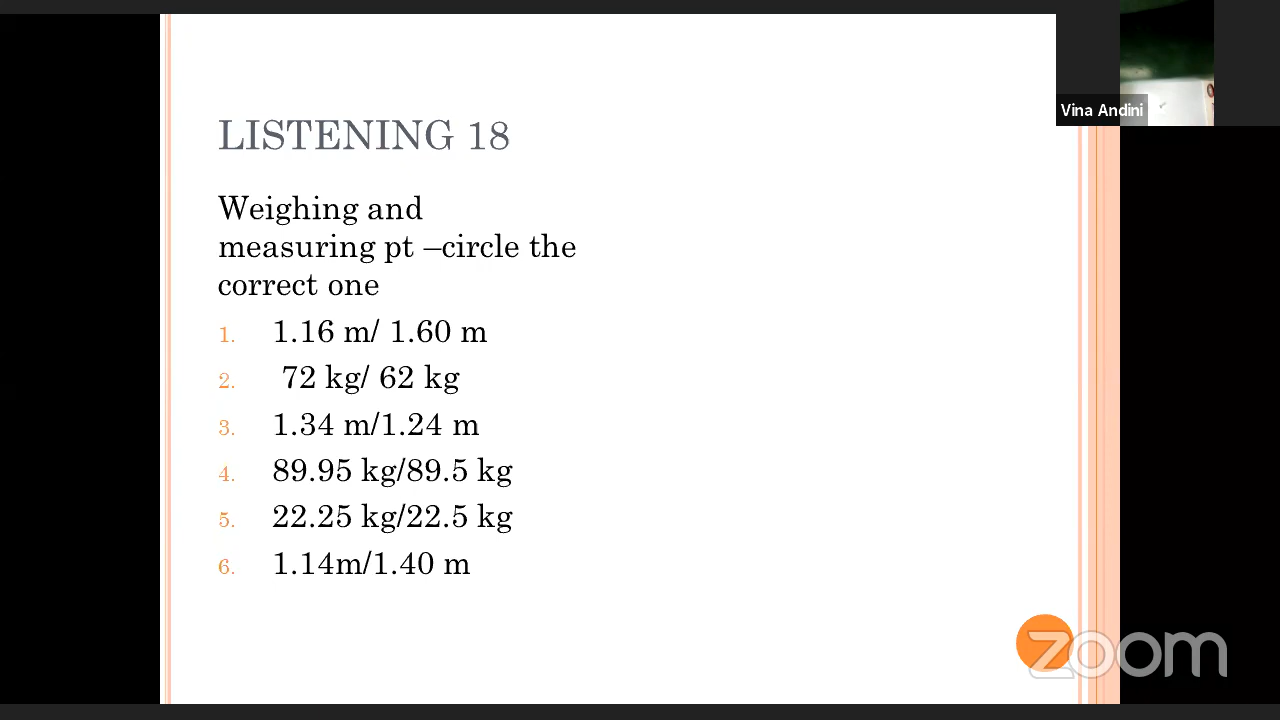 Vina Andini
LISTENING 18
Weighing and
measuring pt –circle the
correct one
1. 1.16 m/ 1.60 m
2. 72 kg/ 62 kg
3. 1.34 m/1.24 m
4. 89.95 kg/89.5 kg
5. 22.25 kg/22.5 kg
6. 1.14m/1.40 m
zoom